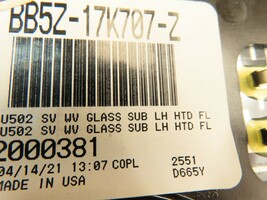 BB5Z-17K707-Z
U502 SV WV GLASS SUB LH HTD FL
U502 SV WV GLASS SUB LH HTD FL
2000381
04/14/21 13:07 COPL
2551
MADE IN USA
D665Y